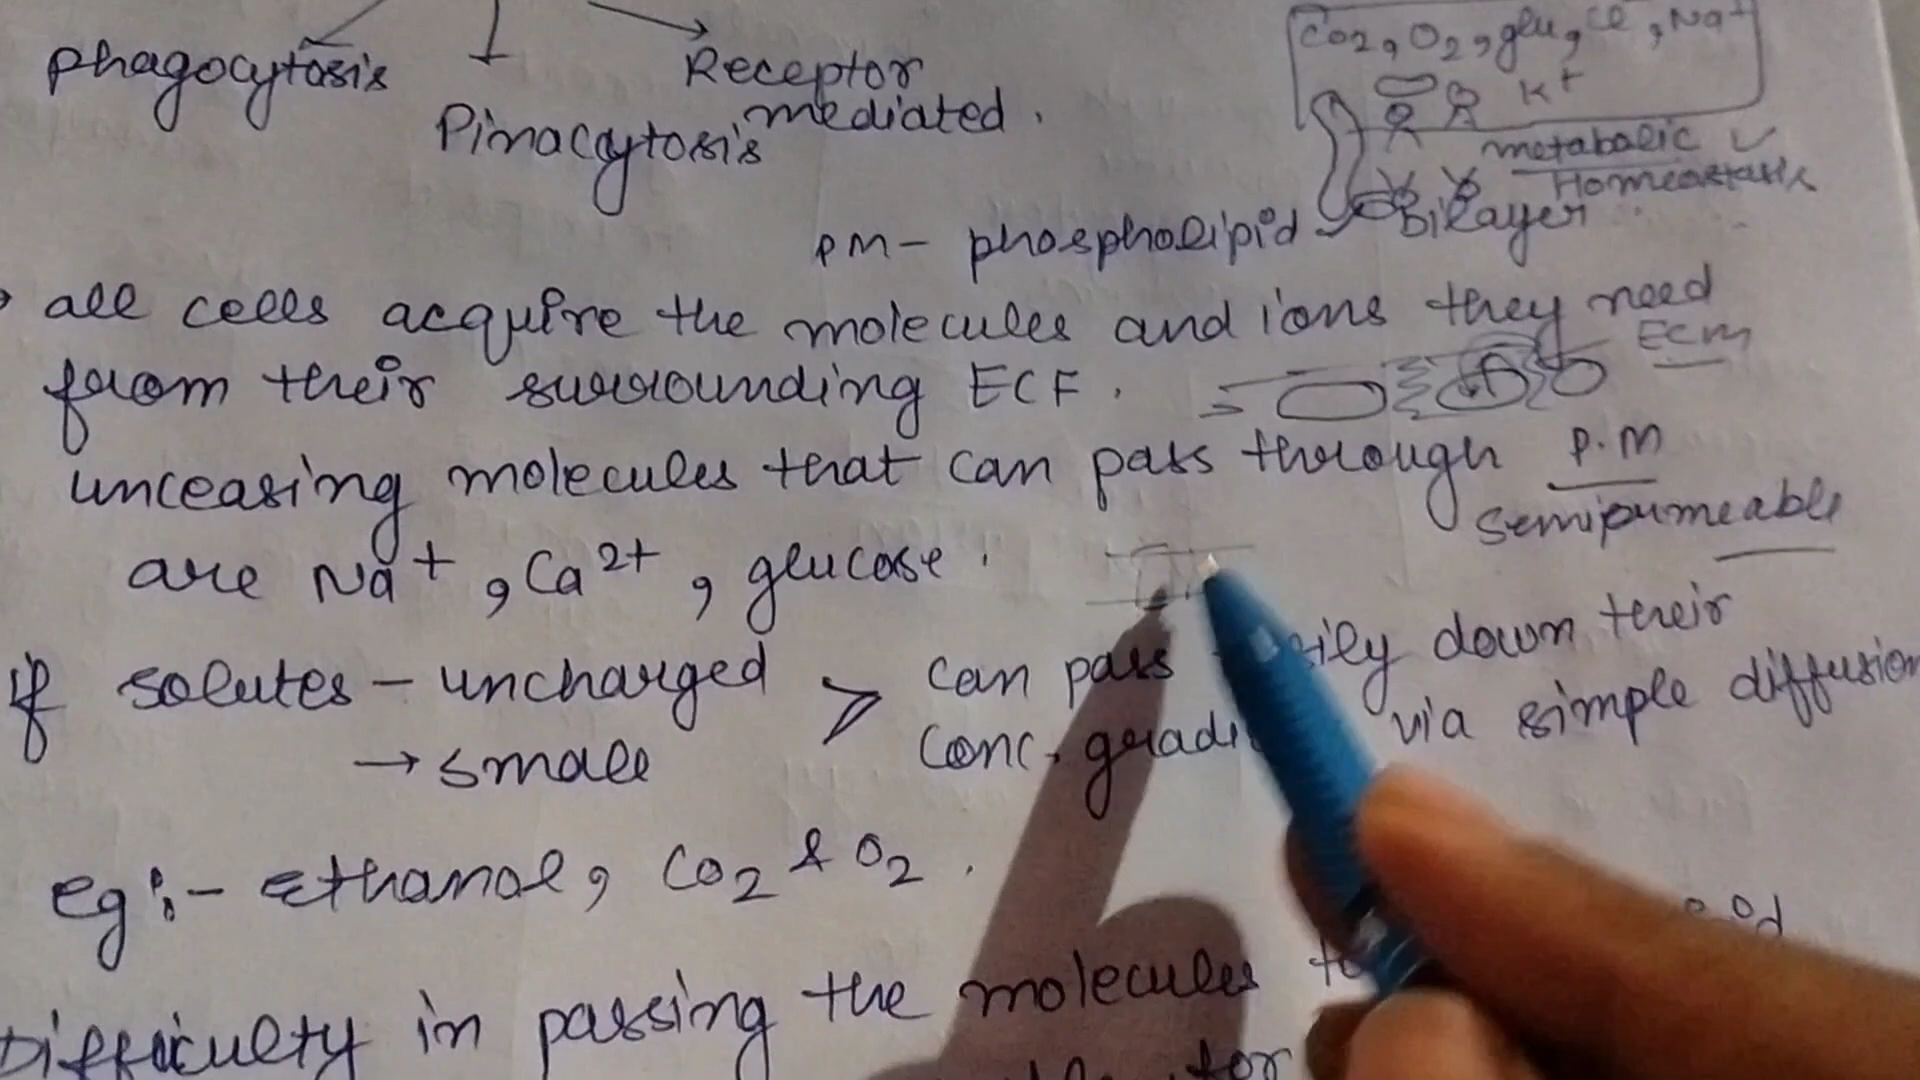 phagocytosis
Pinacytosis
Receptor
mediated.
CO2, O2, glu, cl, Na+
K+
metabolic ✓
Homeostasis
PM - phospholipid Bilayer
all cells acquire the molecules and ions they need
from their surrounding ECF.
ECM
unceasing molecules that can pass through P.M
Semipermeable
are Na+, Ca2+, glucose.
if solutes - uncharged > can pass down their
→ small conc. via simple diffusion
eg:- Ethanol, CO2 & O2.
Difficulty in passing the molecules
for